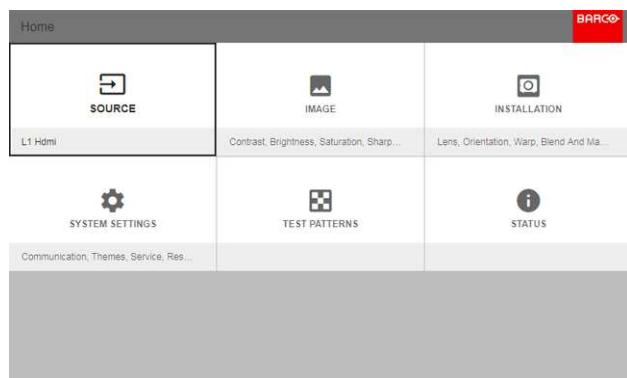 Home
BARCO
SOURCE
IMAGE
INSTALLATION
L1 Hdmi
Contrast, Brightness, Saturation, Sharp...
Lens, Orientation, Warp, Blend And Ma...
SYSTEM SETTINGS
TEST PATTERNS
STATUS
Communication, Themes, Service, Res...